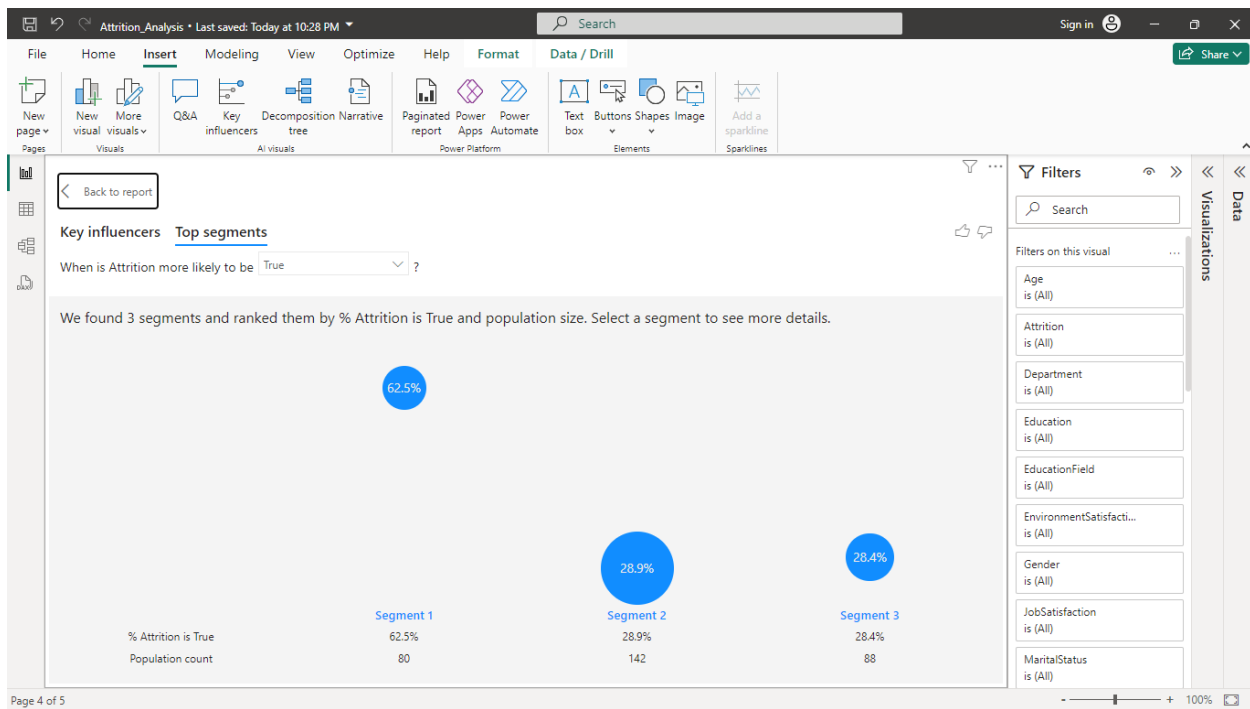 Attrition_Analysis • Last saved: Today at 10:28 PM
Search
Sign in
File Home Insert Modeling View Optimize Help Format Data / Drill
Share
New page
New visual
More visuals
Q&A
Key influencers
Decomposition tree
Narrative
Paginated report
Power Apps
Power Automate
Text box
Buttons
Shapes
Image
Add a sparkline
Pages
Visuals
AI visuals
Power Platform
Elements
Sparklines
Back to report
Key influencers Top segments
When is Attrition more likely to be True ?
We found 3 segments and ranked them by % Attrition is True and population size. Select a segment to see more details.
62.5%
28.9%
28.4%
Segment 1 Segment 2 Segment 3
% Attrition is True 62.5% 28.9% 28.4%
Population count 80 142 88
Filters
Search
Filters on this visual
Age
is (All)
Attrition
is (All)
Department
is (All)
Education
is (All)
EducationField
is (All)
EnvironmentSatisfacti...
is (All)
Gender
is (All)
JobSatisfaction
is (All)
MaritalStatus
is (All)
Visualizations
Data
Page 4 of 5
- + 100%